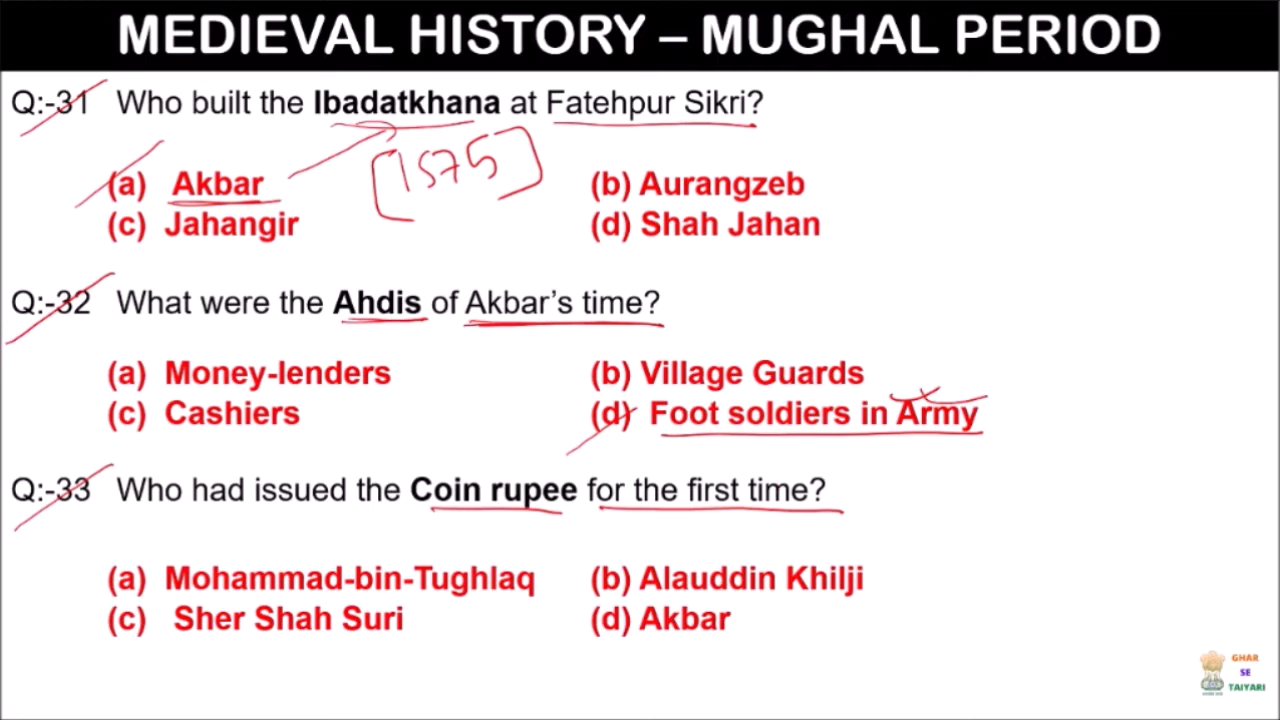 MEDIEVAL HISTORY – MUGHAL PERIOD
Q:-31 Who built the Ibadatkhana at Fatehpur Sikri?
[1575]
(a) Akbar (b) Aurangzeb
(c) Jahangir (d) Shah Jahan
Q:-32 What were the Ahdis of Akbar’s time?
(a) Money-lenders (b) Village Guards
(c) Cashiers (d) Foot soldiers in Army
Q:-33 Who had issued the Coin rupee for the first time?
(a) Mohammad-bin-Tughlaq (b) Alauddin Khilji
(c) Sher Shah Suri (d) Akbar
GHAR
SE
TAIYARI